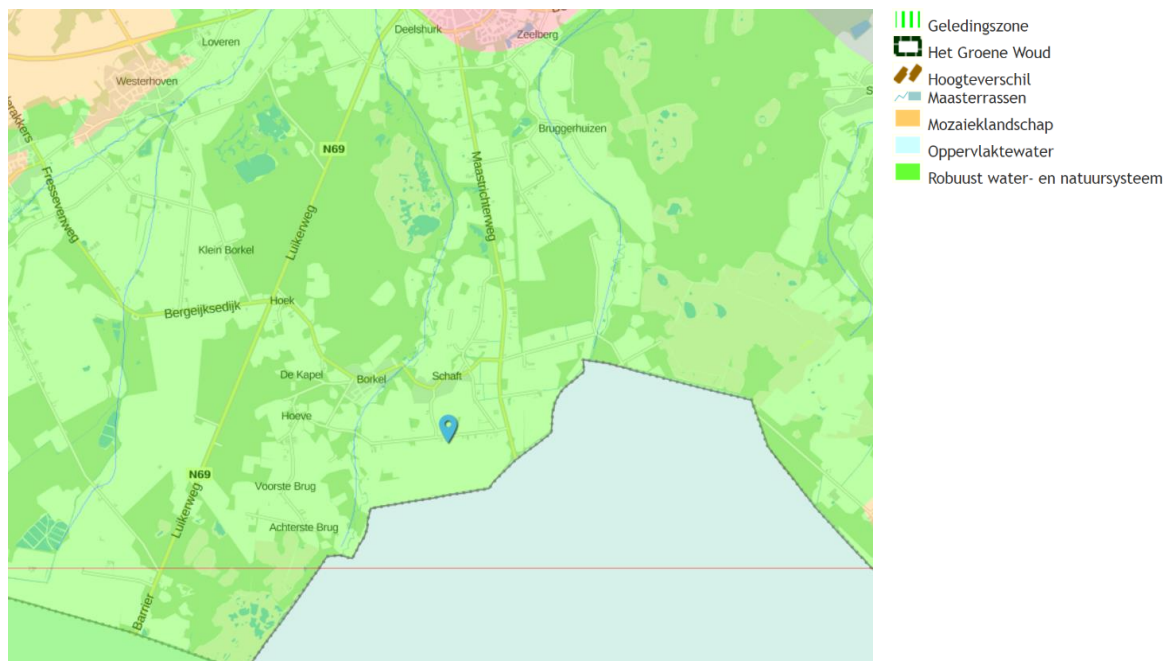 Deelshurk
Zeelberg
Loveren
Westerhoven
Bruggerhuizen
N69
Maastrichterweg
Fressevenweg
Luikerweg
Klein Borkel
Hoek
Bergeijksedijk
De Kapel
Borkel
Schaft
Hoeve
N69
Luikerweg
Voorste Brug
Achterste Brug
Barrier
Geledingszone
Het Groene Woud
Hoogteverschil
Maasterrassen
Mozaieklandschap
Oppervlaktewater
Robuust water- en natuursysteem